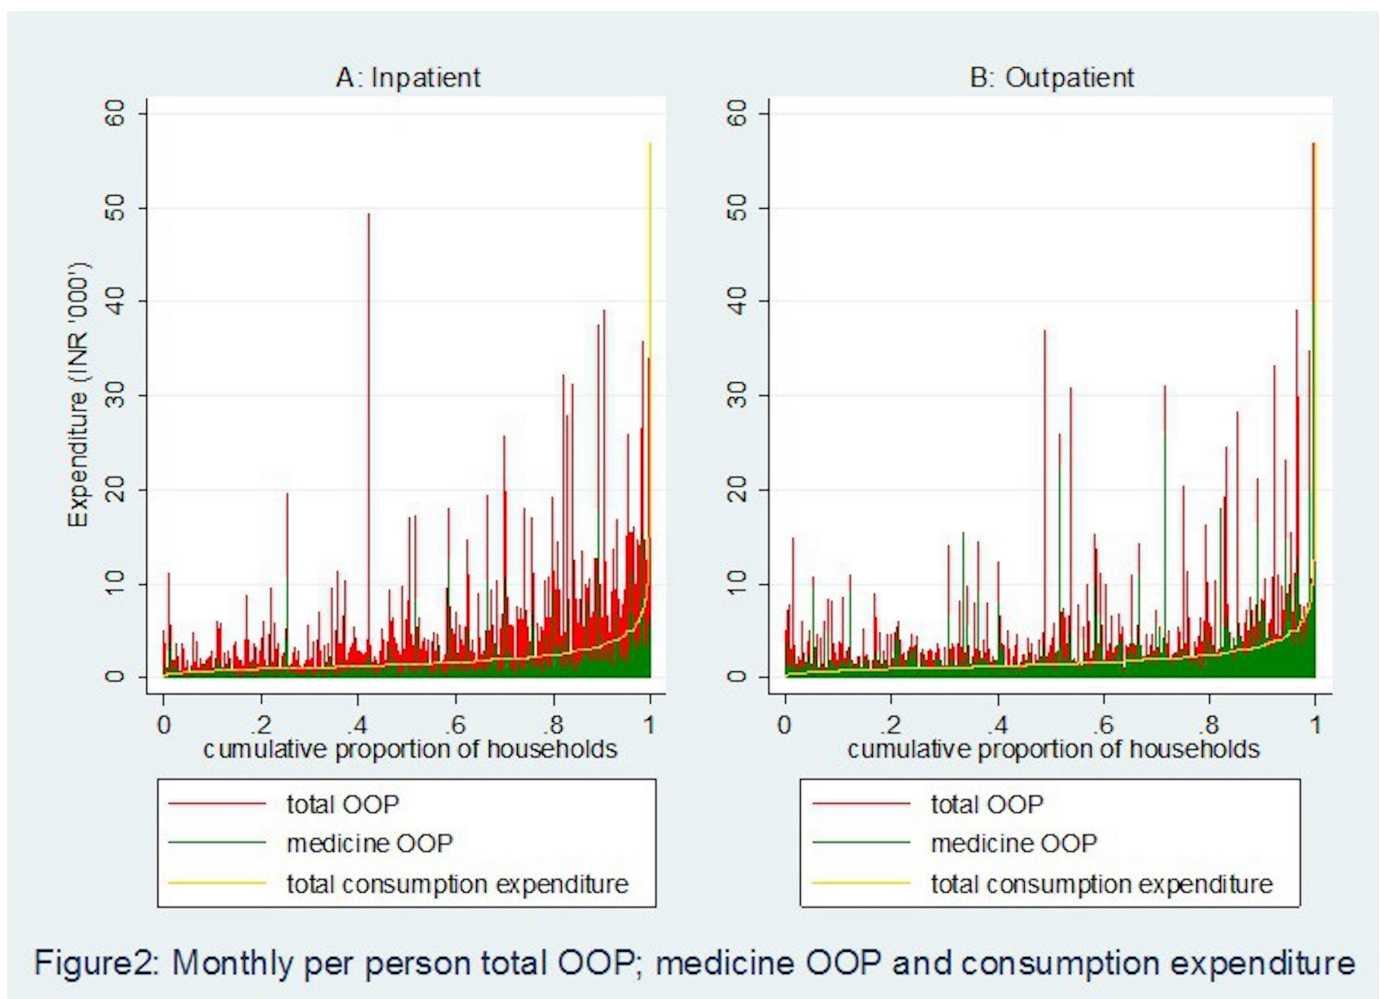 A: Inpatient
60
50
40
30
20
10
0
Expenditure (INR '000')
0 .2 .4 .6 .8 1
cumulative proportion of households
total OOP
medicine OOP
total consumption expenditure
B: Outpatient
60
50
40
30
20
10
0
0 .2 .4 .6 .8 1
cumulative proportion of households
total OOP
medicine OOP
total consumption expenditure
Figure2: Monthly per person total OOP; medicine OOP and consumption expenditure